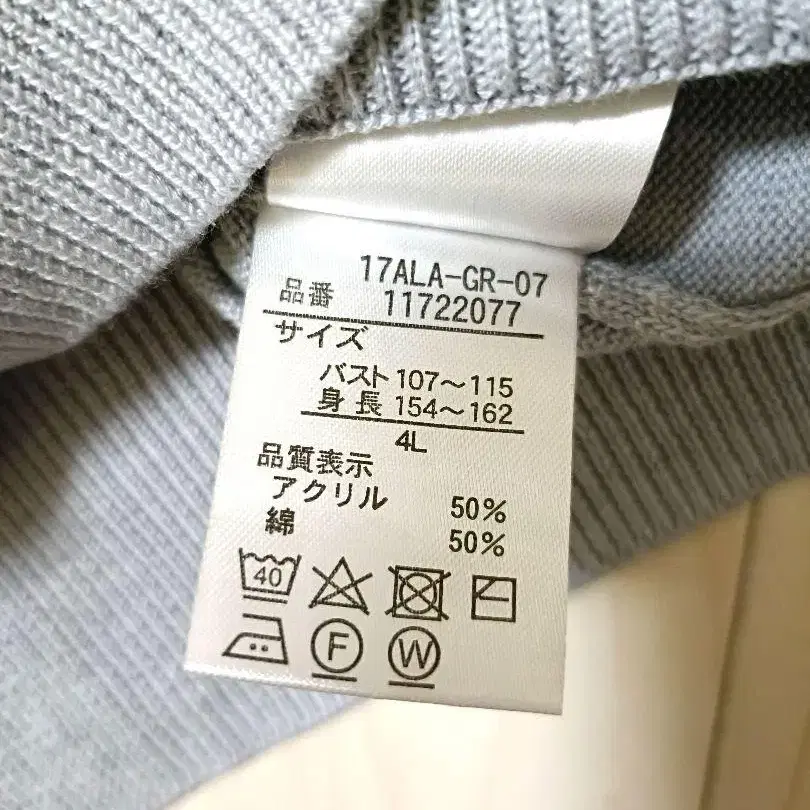 17ALA-GR-07
品番 11722077
サイズ
バスト 107～115
身長 154～162
4L
品質表示
アクリル 50%
綿 50%
40
F W